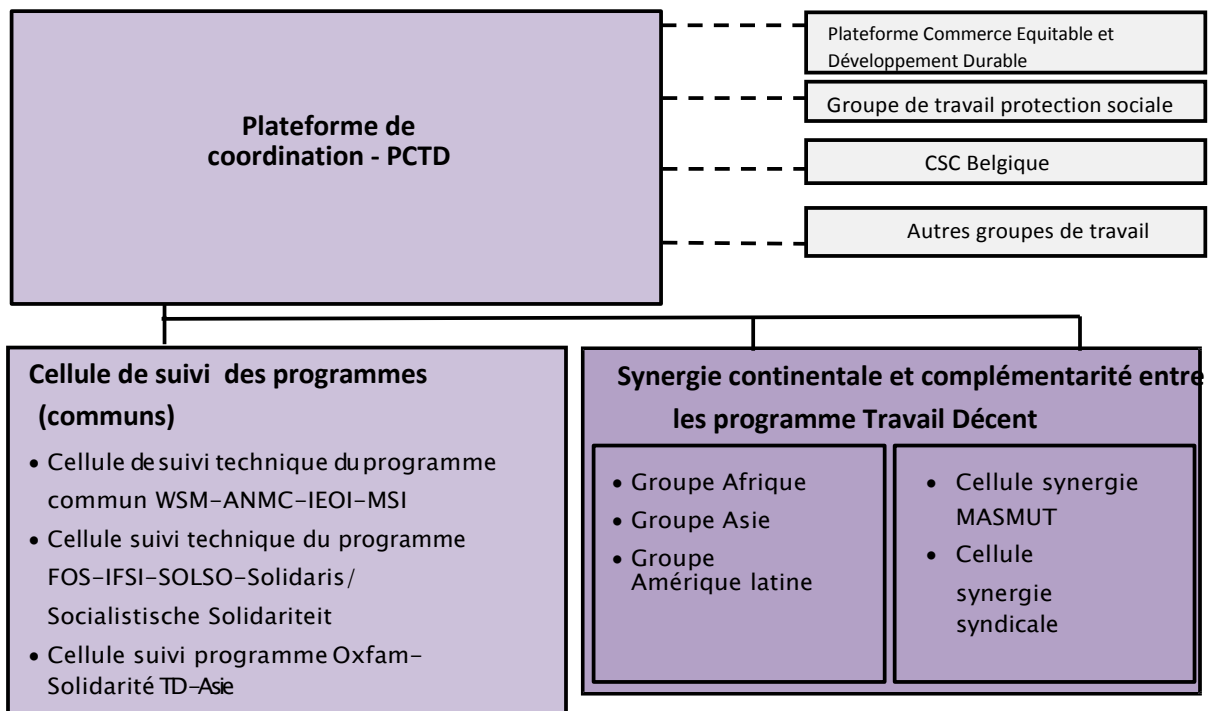 Plateforme de
coordination - PCTD
Plateforme Commerce Equitable et
Développement Durable
Groupe de travail protection sociale
CSC Belgique
Autres groupes de travail
Cellule de suivi des programmes
(communs)
• Cellule de suivi technique du programme
commun WSM-ANMC-IEOI-MSI
• Cellule suivi technique du programme
FOS-IFSI-SOLSO-Solidaris/
Socialistische Solidariteit
• Cellule suivi programme Oxfam-
Solidarité TD-Asie
Synergie continentale et complémentarité entre
les programme Travail Décent
• Groupe Afrique
• Groupe Asie
• Groupe
Amérique latine
• Cellule synergie
MASMUT
• Cellule
synergie
syndicale